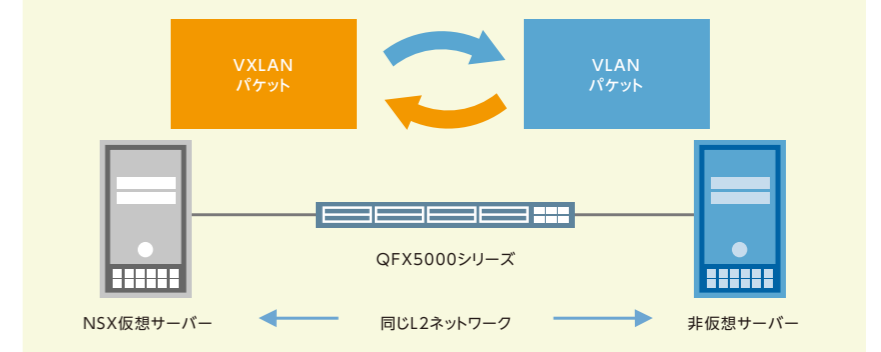 VXLAN
パケット
VLAN
パケット
QFX5000シリーズ
NSX仮想サーバー
同じL2ネットワーク
非仮想サーバー